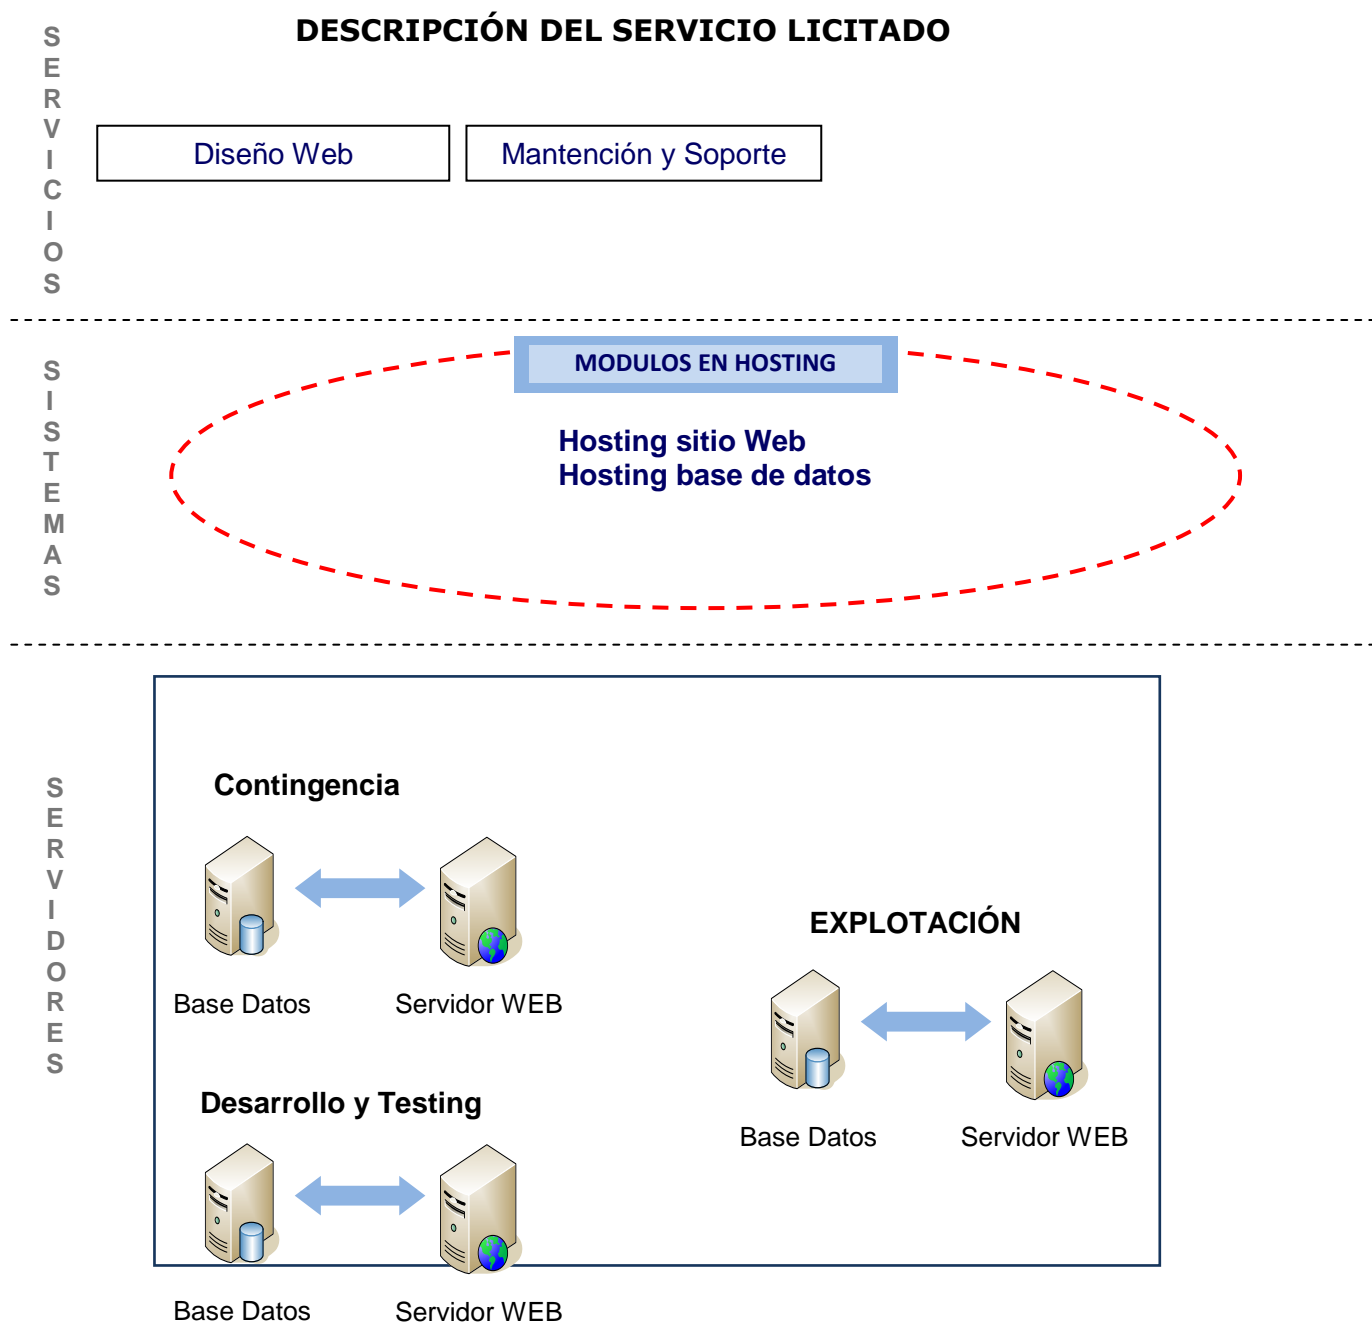 DESCRIPCIÓN DEL SERVICIO LICITADO
SERVICIOS
Diseño Web
Mantención y Soporte
SISTEMAS
MODULOS EN HOSTING
Hosting sitio Web
Hosting base de datos
SERVIDORES
Contingencia
Base Datos
Servidor WEB
EXPLOTACIÓN
Base Datos
Servidor WEB
Desarrollo y Testing
Base Datos
Servidor WEB